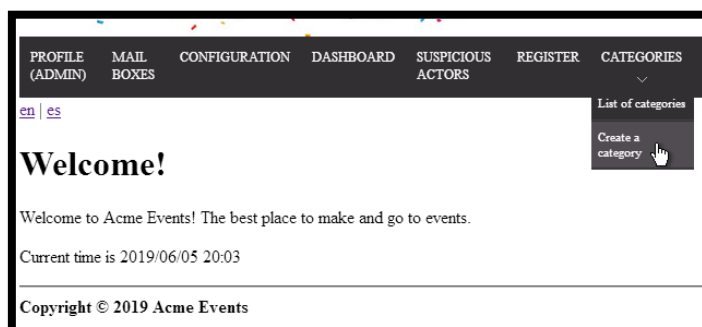 PROFILE (ADMIN) MAIL BOXES CONFIGURATION DASHBOARD SUSPICIOUS ACTORS REGISTER CATEGORIES
List of categories
Create a
category
en | es
Welcome!
Welcome to Acme Events! The best place to make and go to events.
Current time is 2019/06/05 20:03
Copyright © 2019 Acme Events